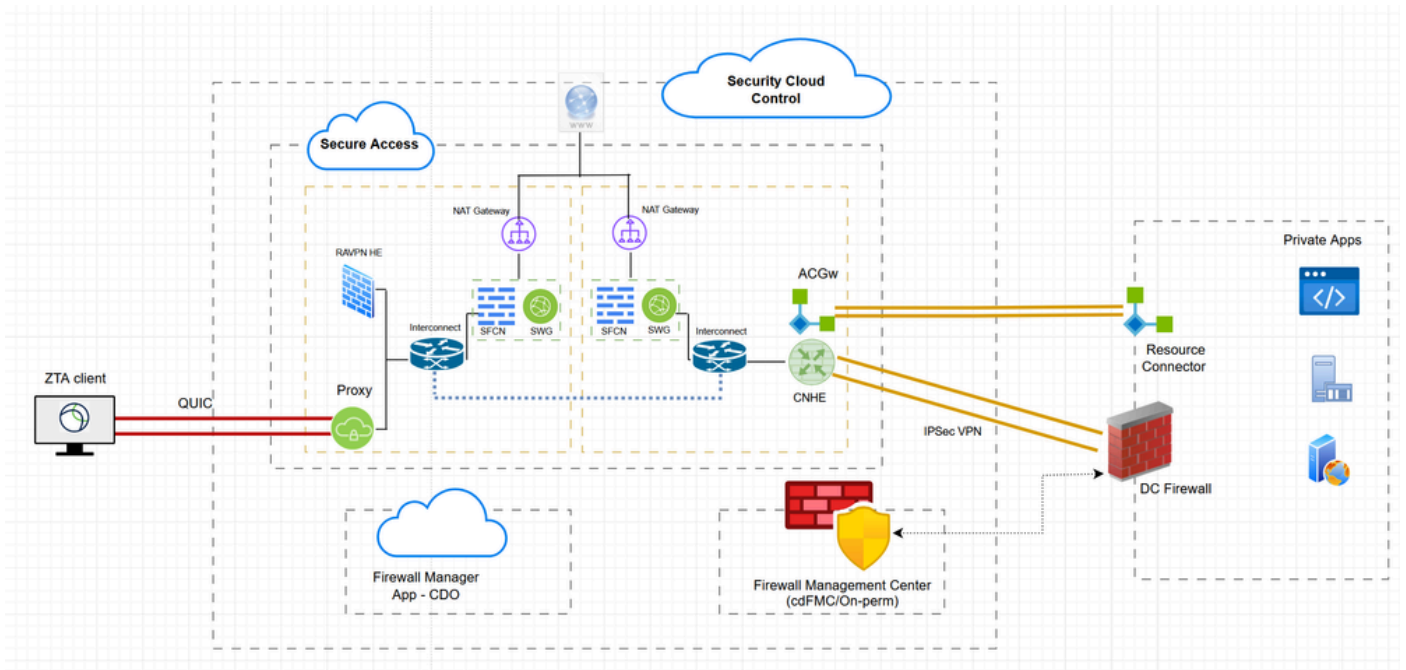 Security Cloud
Control
WWW
Secure Access
NAT Gateway
NAT Gateway
Private Apps
RAVPN HE
ACGw
Interconnect
SFCN
SWG
SFCN
SWG
Interconnect
Resource
Connector
ZTA client
Proxy
QUIC
CNHE
IPSec VPN
DC Firewall
Firewall Manager
App - CDO
Firewall Management Center
(cdFMC/On-perm)